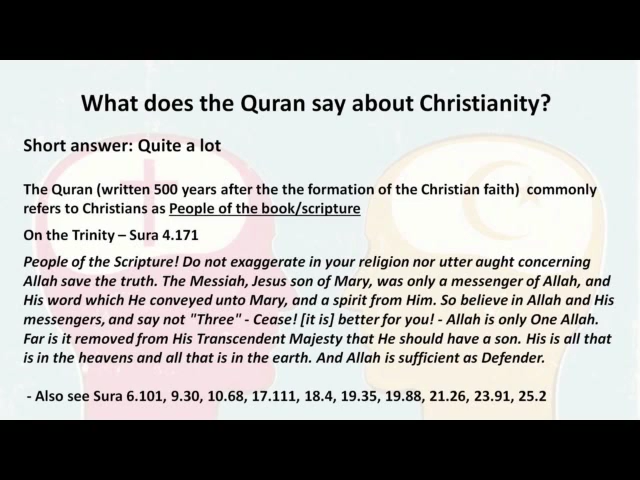 What does the Quran say about Christianity?
Short answer: Quite a lot
The Quran (written 500 years after the the formation of the Christian faith)  commonly
refers to Christians as People of the book/scripture
On the Trinity – Sura 4.171
People of the Scripture! Do not exaggerate in your religion nor utter aught concerning
Allah save the truth. The Messiah, Jesus son of Mary, was only a messenger of Allah, and
His word which He conveyed unto Mary, and a spirit from Him. So believe in Allah and His
messengers, and say not "Three" - Cease! [it is] better for you! - Allah is only One Allah.
Far is it removed from His Transcendent Majesty that He should have a son. His is all that
is in the heavens and all that is in the earth. And Allah is sufficient as Defender.
- Also see Sura 6.101, 9.30, 10.68, 17.111, 18.4, 19.35, 19.88, 21.26, 23.91, 25.2